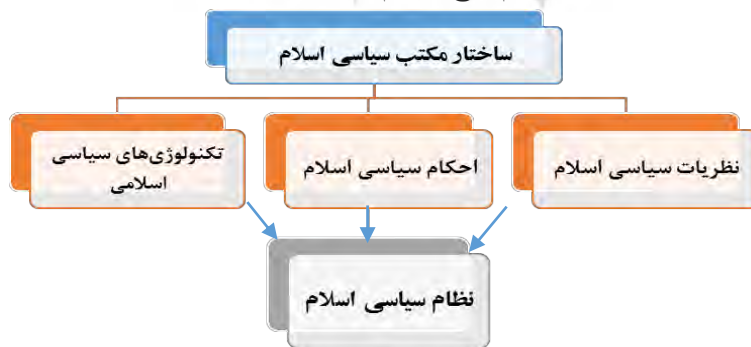 ساختار مکتب سیاسی اسلام
نظریات سیاسی اسلام
احکام سیاسی اسلام
تکنولوژی‌های سیاسی
اسلامی
نظام سیاسی اسلام